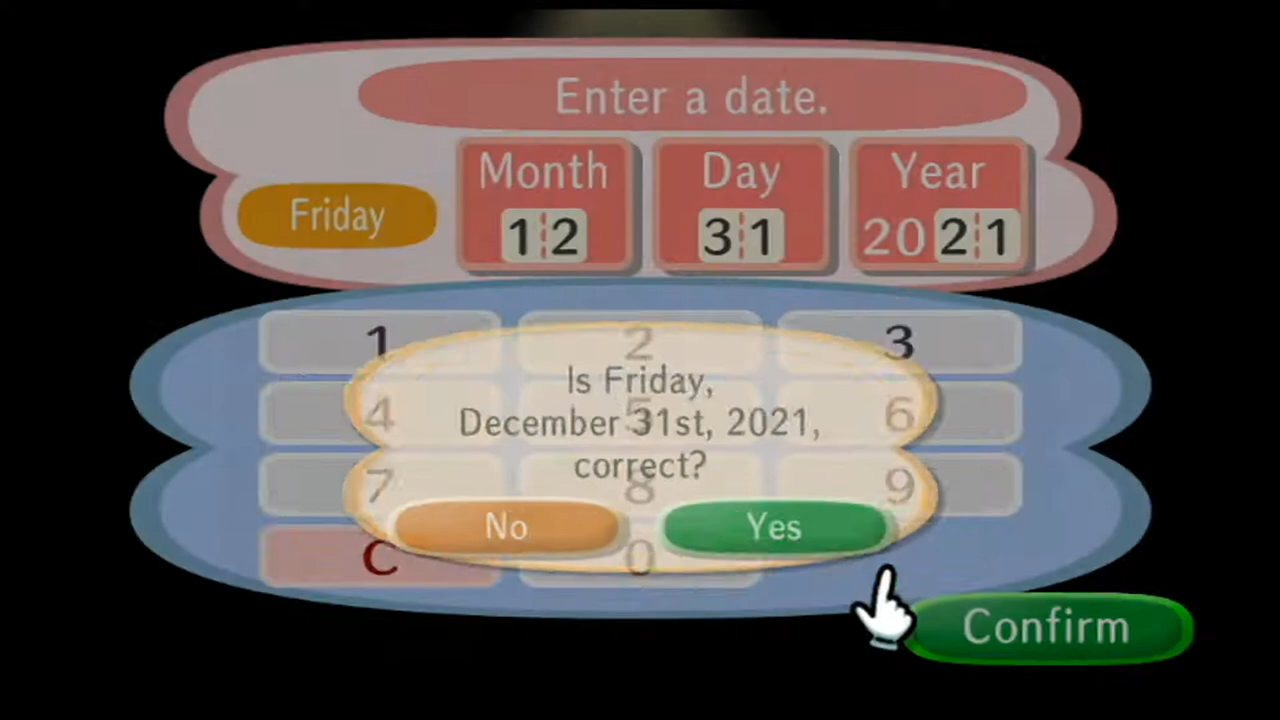 Enter a date.
Month Day Year
Friday 12 31 2021
1 2 3
Is Friday,
4 5 6
December 31st, 2021,
correct?
7 8 9
No Yes
C 0
Confirm